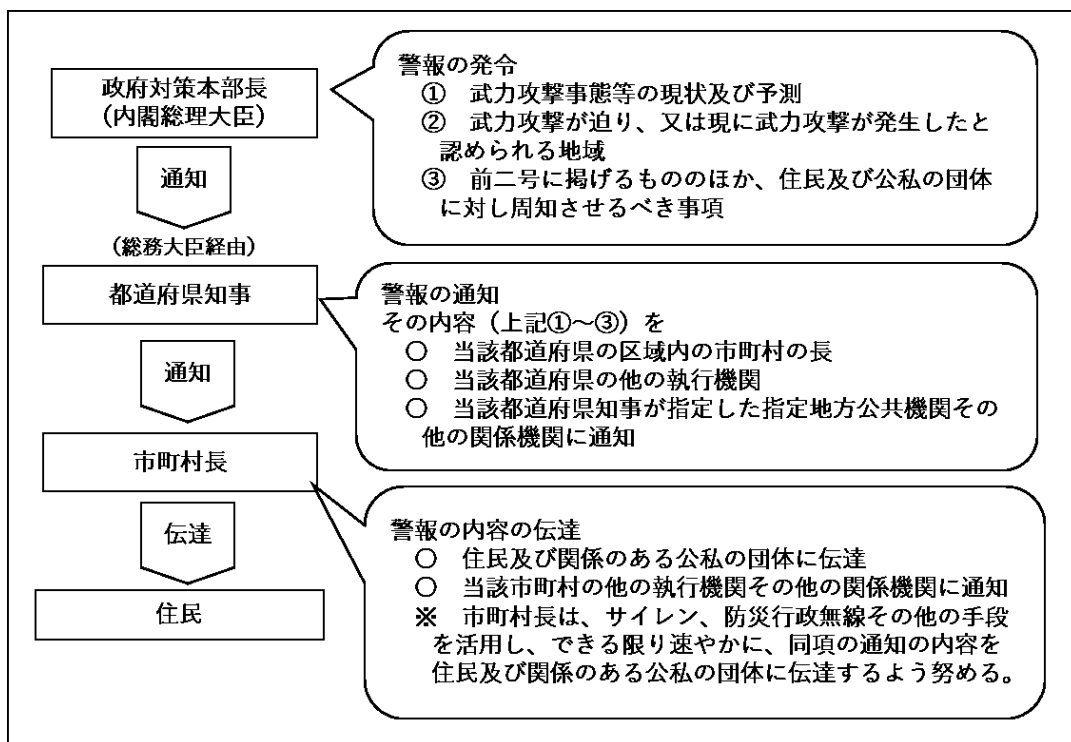 政府対策本部長
(内閣総理大臣)
警報の発令
① 武力攻撃事態等の現状及び予測
② 武力攻撃が迫り、又は現に武力攻撃が発生したと
認められる地域
③ 前二号に掲げるもののほか、住民及び公私の団体
に対し周知させるべき事項
通知
(総務大臣経由)
都道府県知事
警報の通知
その内容（上記①～③）を
○ 当該都道府県の区域内の市町村の長
○ 当該都道府県の他の執行機関
○ 当該都道府県知事が指定した指定地方公共機関その
他の関係機関に通知
通知
市町村長
警報の内容の伝達
○ 住民及び関係のある公私の団体に伝達
○ 当該市町村の他の執行機関その他の関係機関に通知
※ 市町村長は、サイレン、防災行政無線その他の手段
を活用し、できる限り速やかに、同項の通知の内容を
住民及び関係のある公私の団体に伝達するよう努める。
伝達
住民